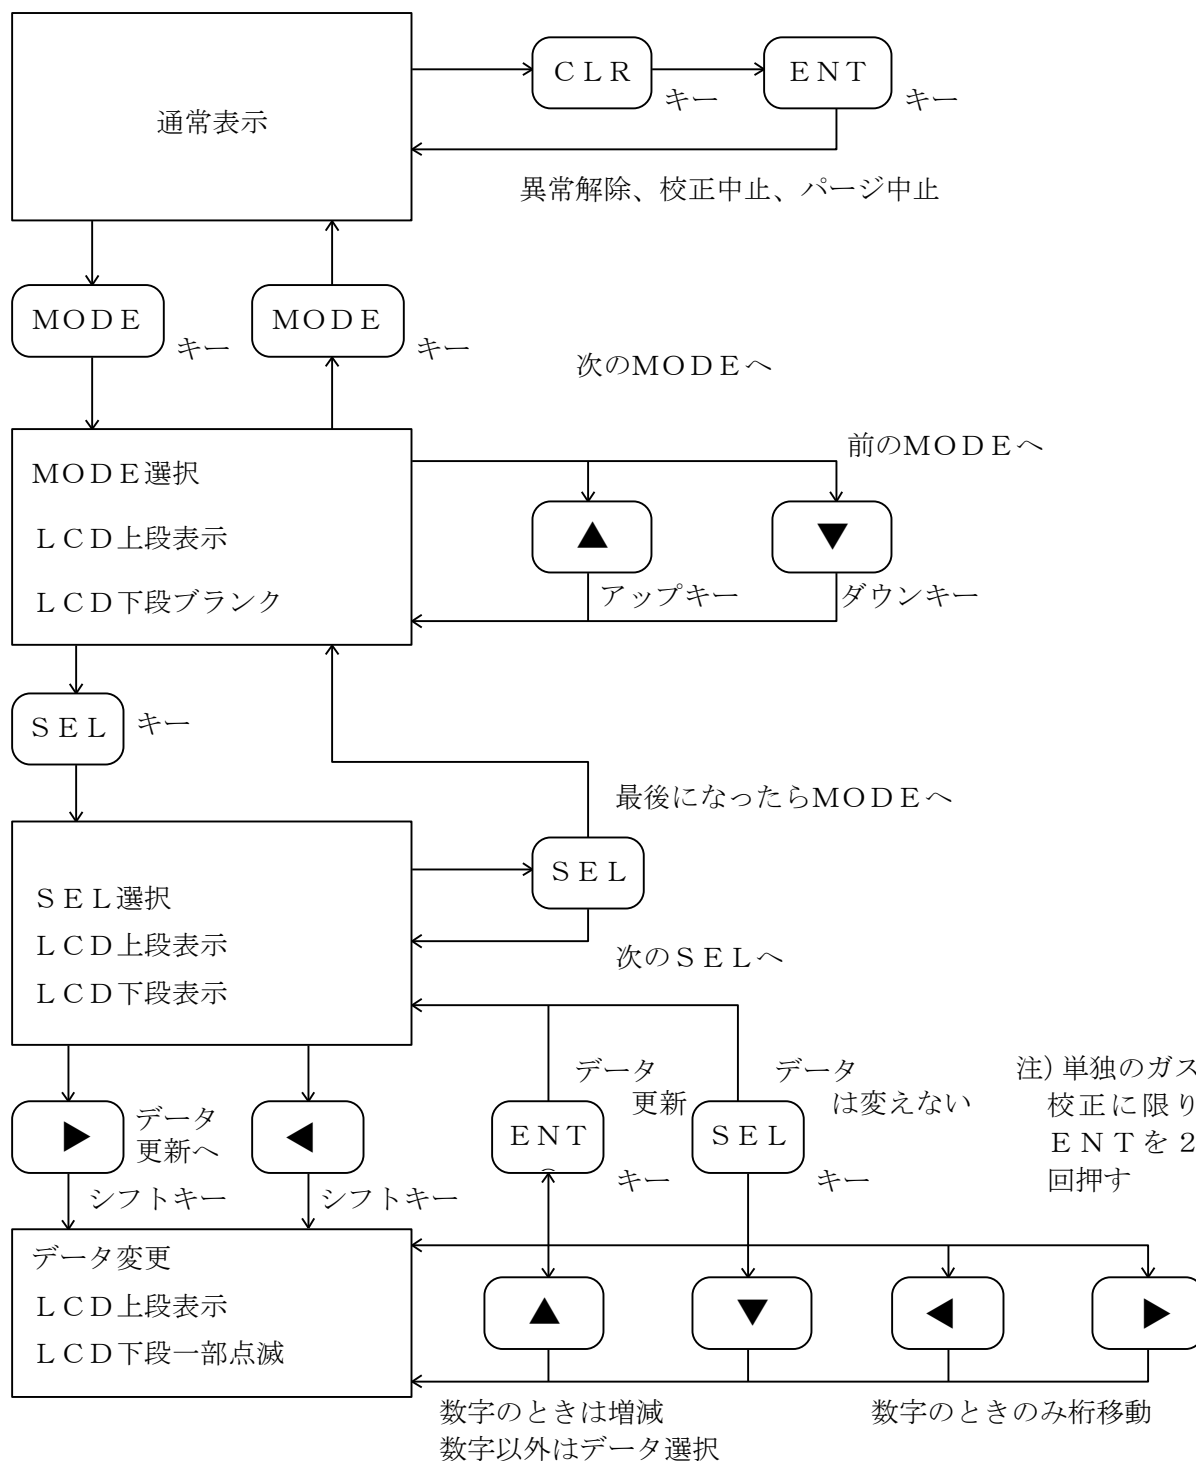 ＣＬＲ
キー
ＥＮＴ
キー
通常表示
異常解除、校正中止、パージ中止
ＭＯＤＥ
キー
ＭＯＤＥ
キー
次のＭＯＤＥへ
前のＭＯＤＥへ
ＭＯＤＥ選択
ＬＣＤ上段表示
ＬＣＤ下段ブランク
▲
▼
アップキー
ダウンキー
ＳＥＬ
キー
最後になったらＭＯＤＥへ
ＳＥＬ
ＳＥＬ選択
ＬＣＤ上段表示
ＬＣＤ下段表示
次のＳＥＬへ
▶
データ
更新へ
シフトキー
◀
シフトキー
データ
更新
ＥＮＴ
キー
データ
は変えない
ＳＥＬ
キー
注）単独のガス
校正に限り
ＥＮＴを２
回押す
データ変更
ＬＣＤ上段表示
ＬＣＤ下段一部点滅
▲
▼
◀
▶
数字のときは増減
数字以外はデータ選択
数字のときのみ桁移動